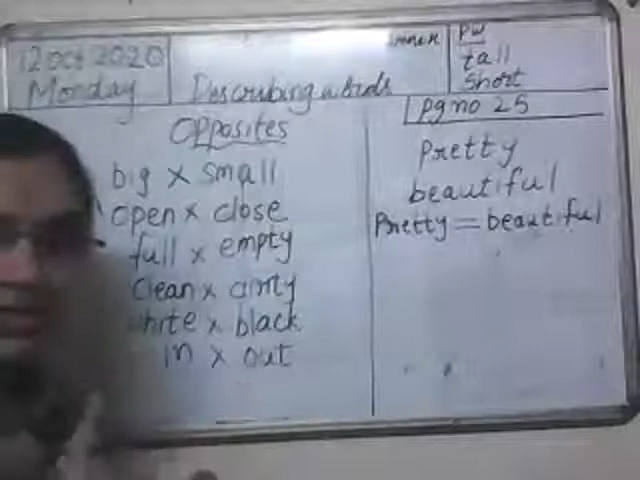 12 oct 2020
Monday
Describing words
PW
tall
short
Pg no 25
Opposites
big x small
open x close
full x empty
clean x dirty
white x black
in x out
Pretty
beautiful
Pretty = beautiful